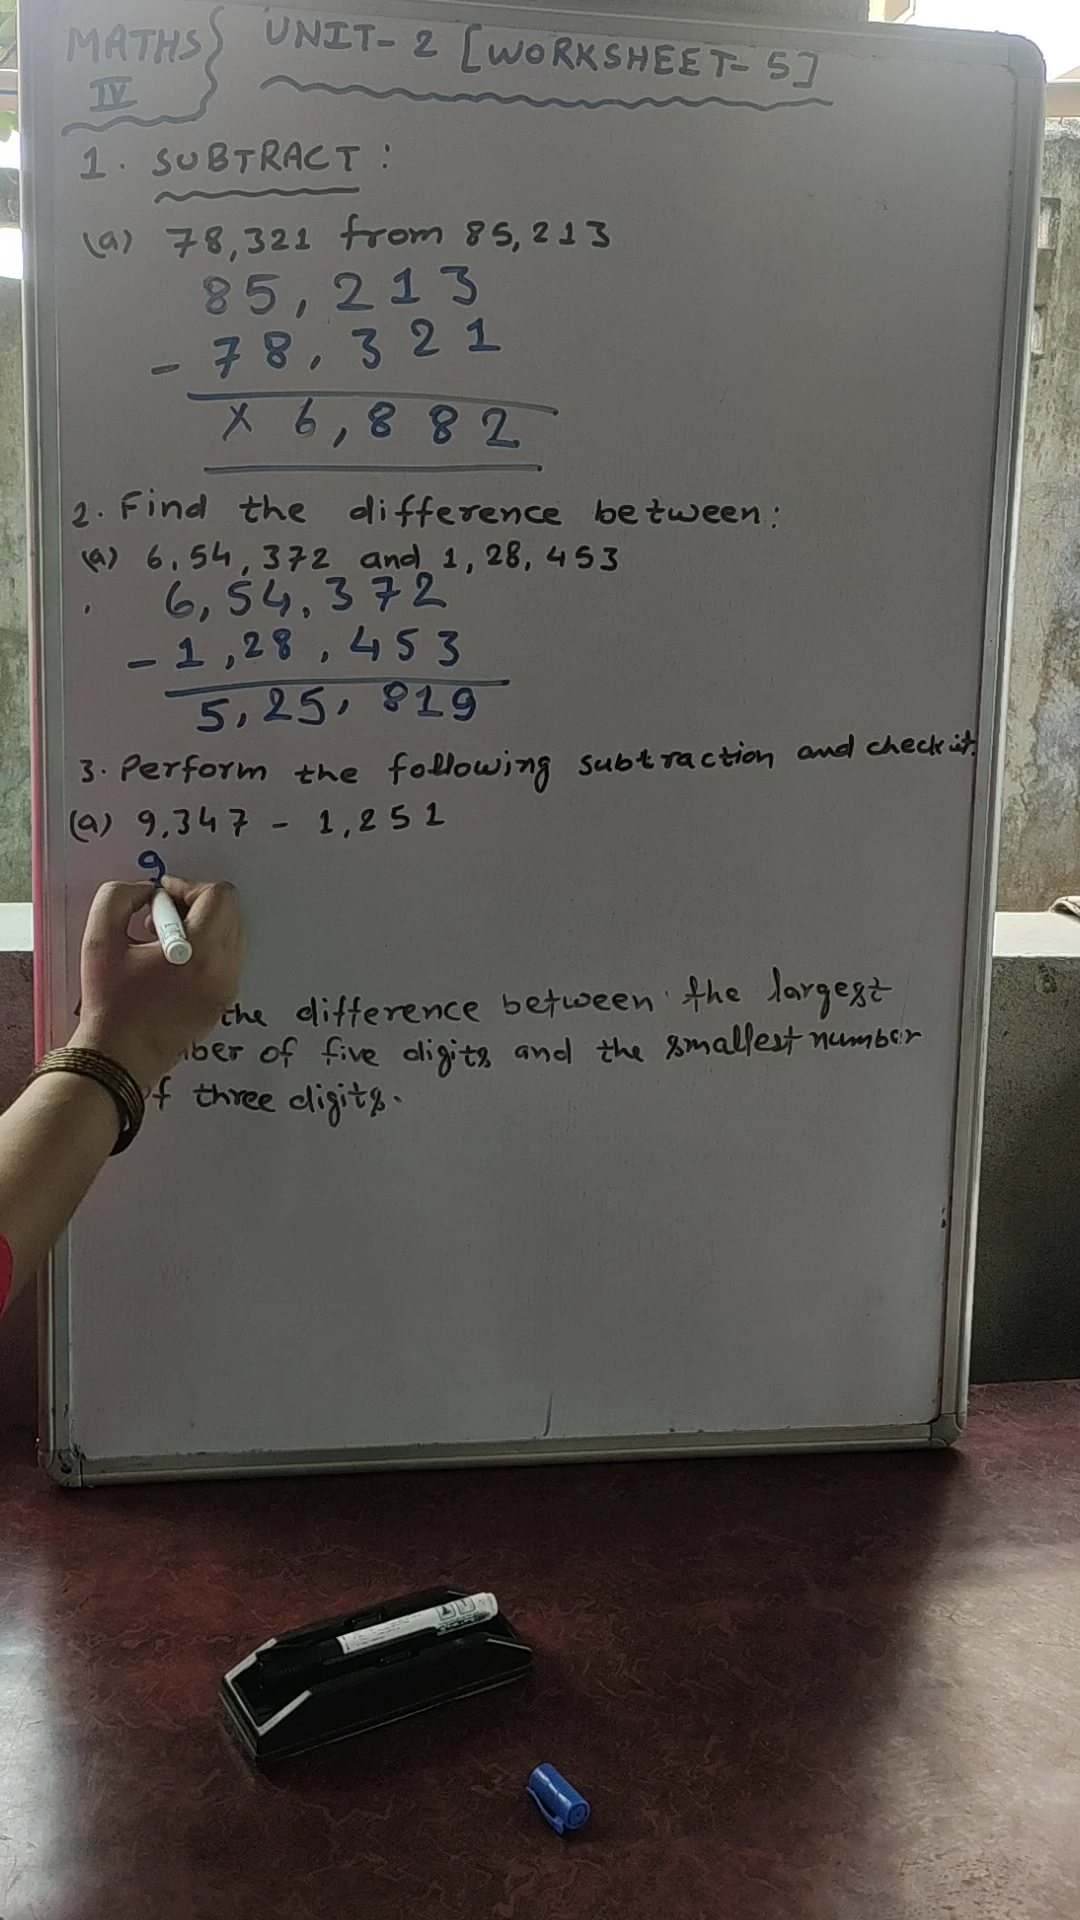 MATHS IV UNIT-2 [WORKSHEET-5]
1. SUBTRACT:
(a) 78,321 from 85,213
85,213
- 78,321
x 6,882
2. Find the difference between:
(a) 6,54,372 and 1,28,453
6,54,372
- 1,28,453
5,25,819
3. Perform the following subtraction and check it.
(a) 9,347 - 1,251
9
the difference between the largest
of five digits and the smallest number
three digits.